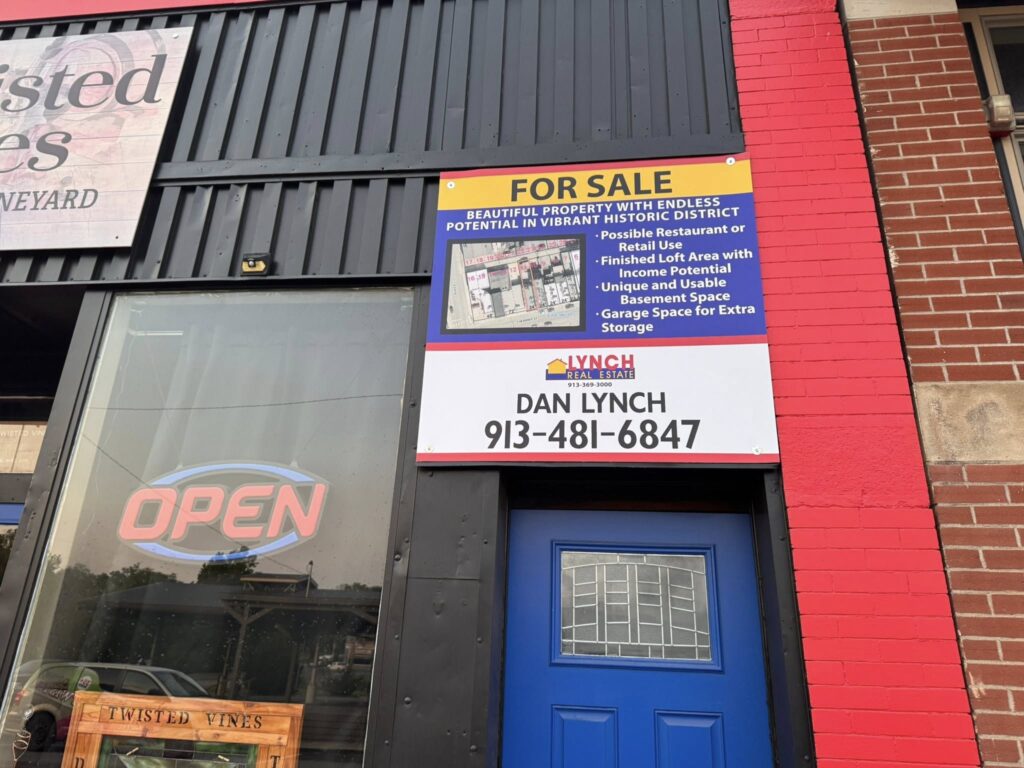 isted
es
NEYARD
FOR SALE
BEAUTIFUL PROPERTY WITH ENDLESS
POTENTIAL IN VIBRANT HISTORIC DISTRICT
· Possible Restaurant or
Retail Use
· Finished Loft Area with
Income Potential
· Unique and Usable
Basement Space
· Garage Space for Extra
Storage
LYNCH
REAL ESTATE
913-369-3000
DAN LYNCH
913-481-6847
OPEN
TWISTED VIN
TWISTED VINES